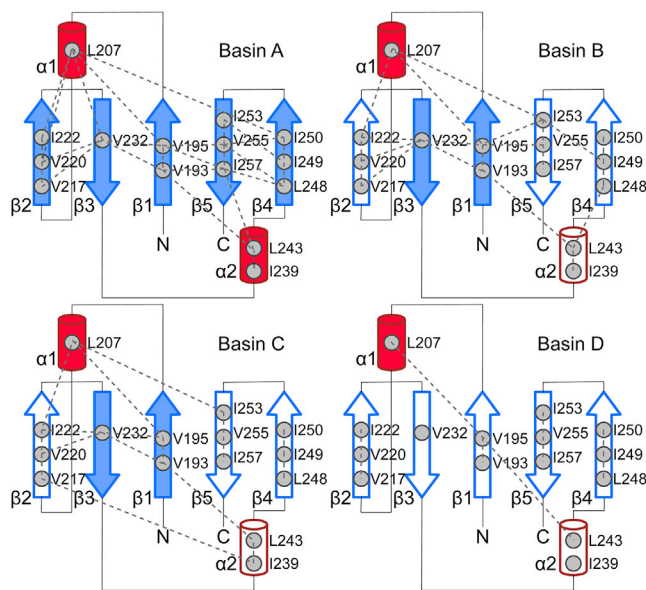 L207
Basin A
α1
I222
V220
V217
V232
V195
V193
I253
V255
I257
I250
I249
L248
β2
β3
β1
β5
β4
N
C
L243
α2
I239
L207
Basin B
α1
I222
V220
V217
V232
V195
V193
I253
V255
I257
I250
I249
L248
β2
β3
β1
β5
β4
N
C
L243
α2
I239
L207
Basin C
α1
I222
V220
V217
V232
V195
V193
I253
V255
I257
I250
I249
L248
β2
β3
β1
β5
β4
N
C
L243
α2
I239
L207
Basin D
α1
I222
V220
V217
V232
V195
V193
I253
V255
I257
I250
I249
L248
β2
β3
β1
β5
β4
N
C
L243
α2
I239